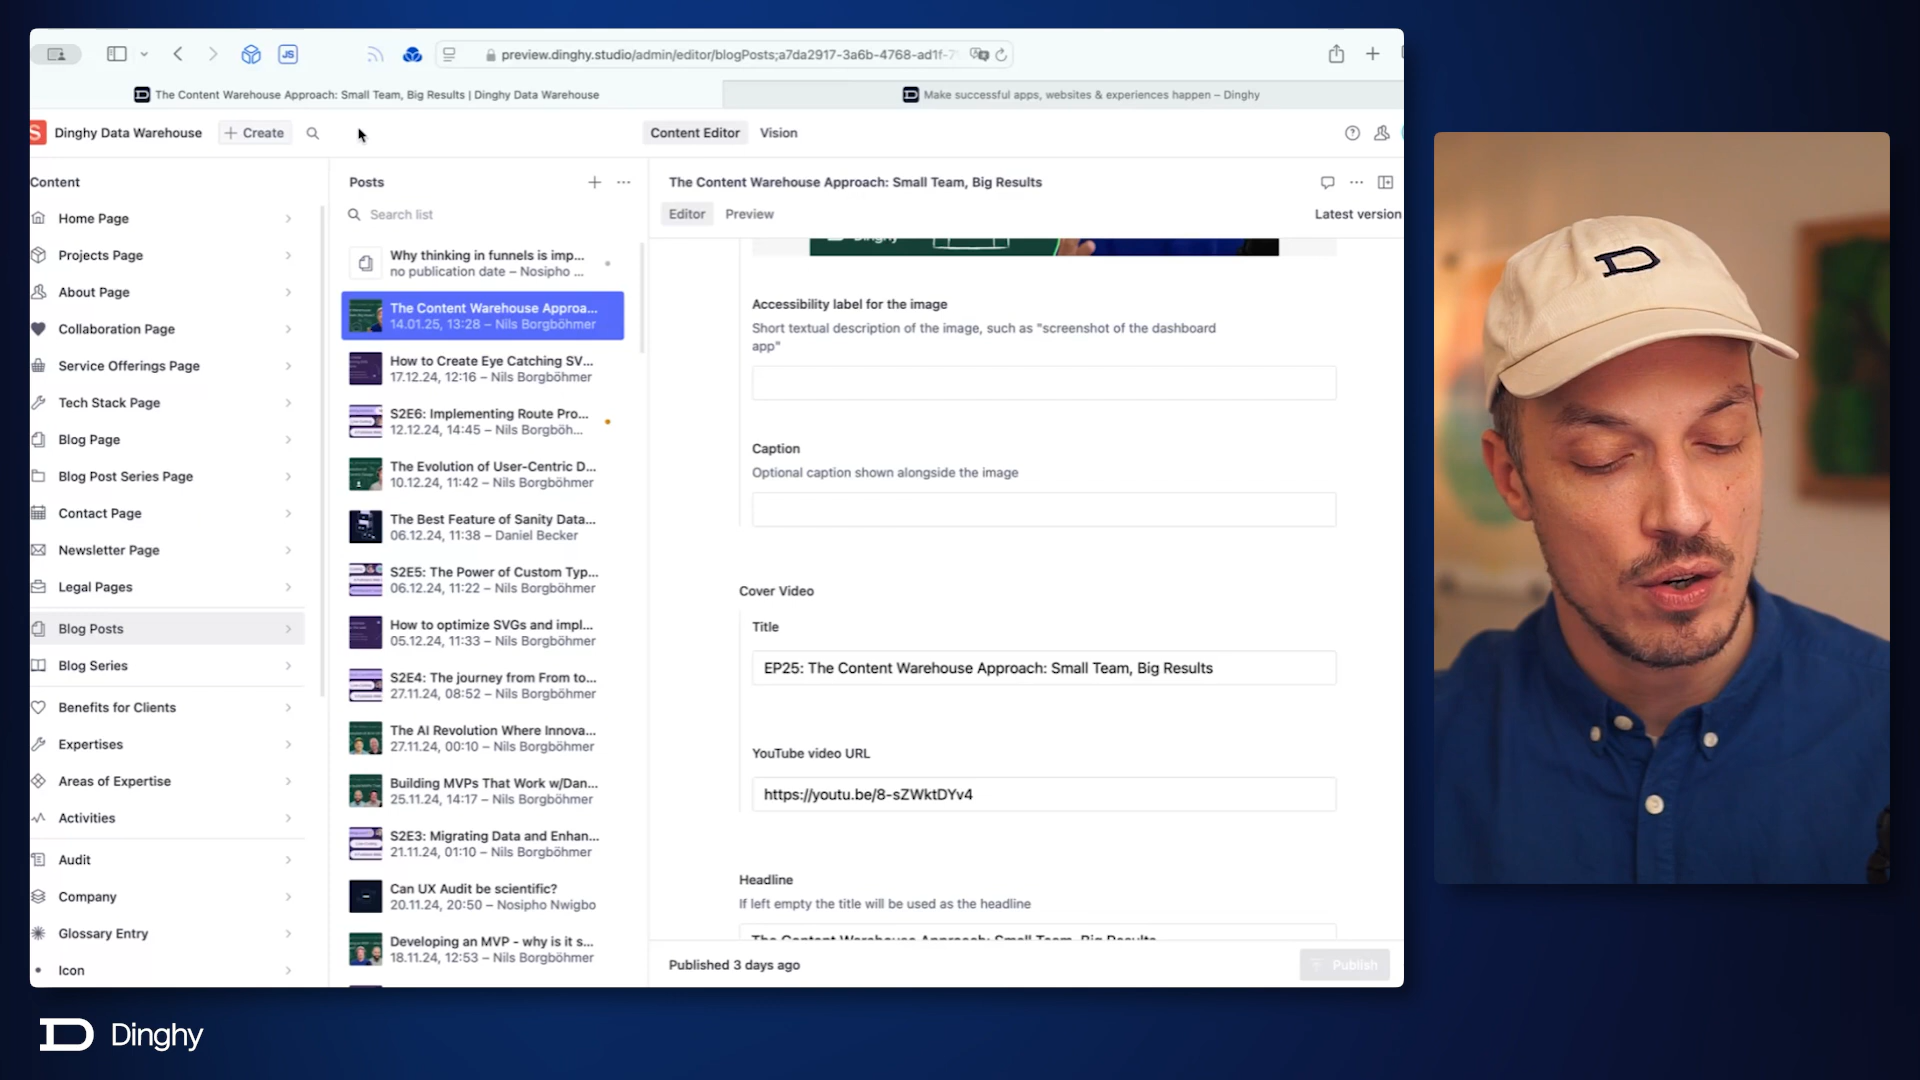 JS
preview.dinghy.studio/admin/editor/blogPosts;a7da2917-3a6b-4768-ad1f-7
The Content Warehouse Approach: Small Team, Big Results | Dinghy Data Warehouse
Make successful apps, websites & experiences happen – Dinghy
S
Dinghy Data Warehouse
Create
Content Editor
Vision
Content
Home Page
Projects Page
About Page
Collaboration Page
Service Offerings Page
Tech Stack Page
Blog Page
Blog Post Series Page
Contact Page
Newsletter Page
Legal Pages
Blog Posts
Blog Series
Benefits for Clients
Expertises
Areas of Expertise
Activities
Audit
Company
Glossary Entry
Icon
Posts
Search list
Why thinking in funnels is imp...
no publication date – Nosipho ...
The Content Warehouse Approa...
14.01.25, 13:28 – Nils Borgböhmer
How to Create Eye Catching SV...
17.12.24, 12:16 – Nils Borgböhmer
S2E6: Implementing Route Pro...
12.12.24, 14:45 – Nils Borgböh...
The Evolution of User-Centric D...
10.12.24, 11:42 – Nils Borgböhmer
The Best Feature of Sanity Data...
06.12.24, 11:38 – Daniel Becker
S2E5: The Power of Custom Typ...
06.12.24, 11:22 – Nils Borgböhmer
How to optimize SVGs and impl...
05.12.24, 11:33 – Nils Borgböhmer
S2E4: The journey from From to...
27.11.24, 08:52 – Nils Borgböhmer
The AI Revolution Where Innova...
27.11.24, 00:10 – Nils Borgböhmer
Building MVPs That Work w/Dan...
25.11.24, 14:17 – Nils Borgböhmer
S2E3: Migrating Data and Enhan...
21.11.24, 01:10 – Nils Borgböhmer
Can UX Audit be scientific?
20.11.24, 20:50 – Nosipho Nwigbo
Developing an MVP - why is it s...
18.11.24, 12:53 – Nils Borgböhmer
The Content Warehouse Approach: Small Team, Big Results
Editor
Preview
Latest version
Dinghy
Accessibility label for the image
Short textual description of the image, such as "screenshot of the dashboard
app"
Caption
Optional caption shown alongside the image
Cover Video
Title
EP25: The Content Warehouse Approach: Small Team, Big Results
YouTube video URL
https://youtu.be/8-sZWktDYv4
Headline
If left empty the title will be used as the headline
The Content Warehouse Approach: Small Team, Big Results
Published 3 days ago
Publish
D
Dinghy